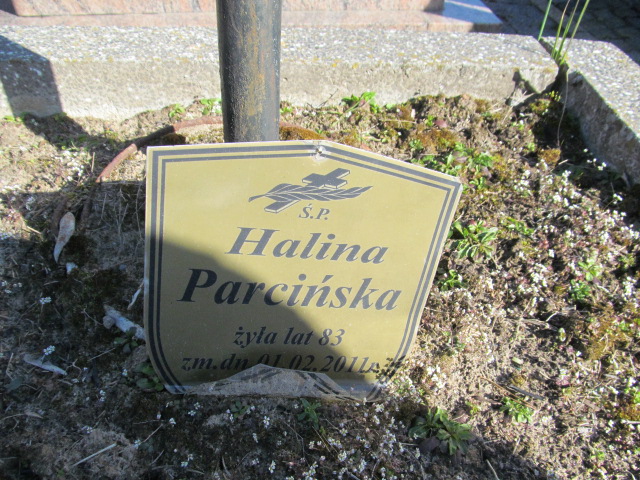 Ś.P.
Halina
Parcińska
żyła lat 83
zm.dn 01.02.2011r.